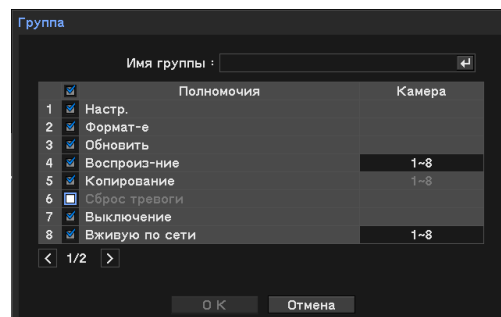 Группа
Имя группы :
Полномочия Камера
1 Настр.
2 Формат-е
3 Обновить
4 Воспроиз-ние 1~8
5 Копирование 1~8
6 Сброс тревоги
7 Выключение
8 Вживую по сети 1~8
< 1/2 >
OK Отмена